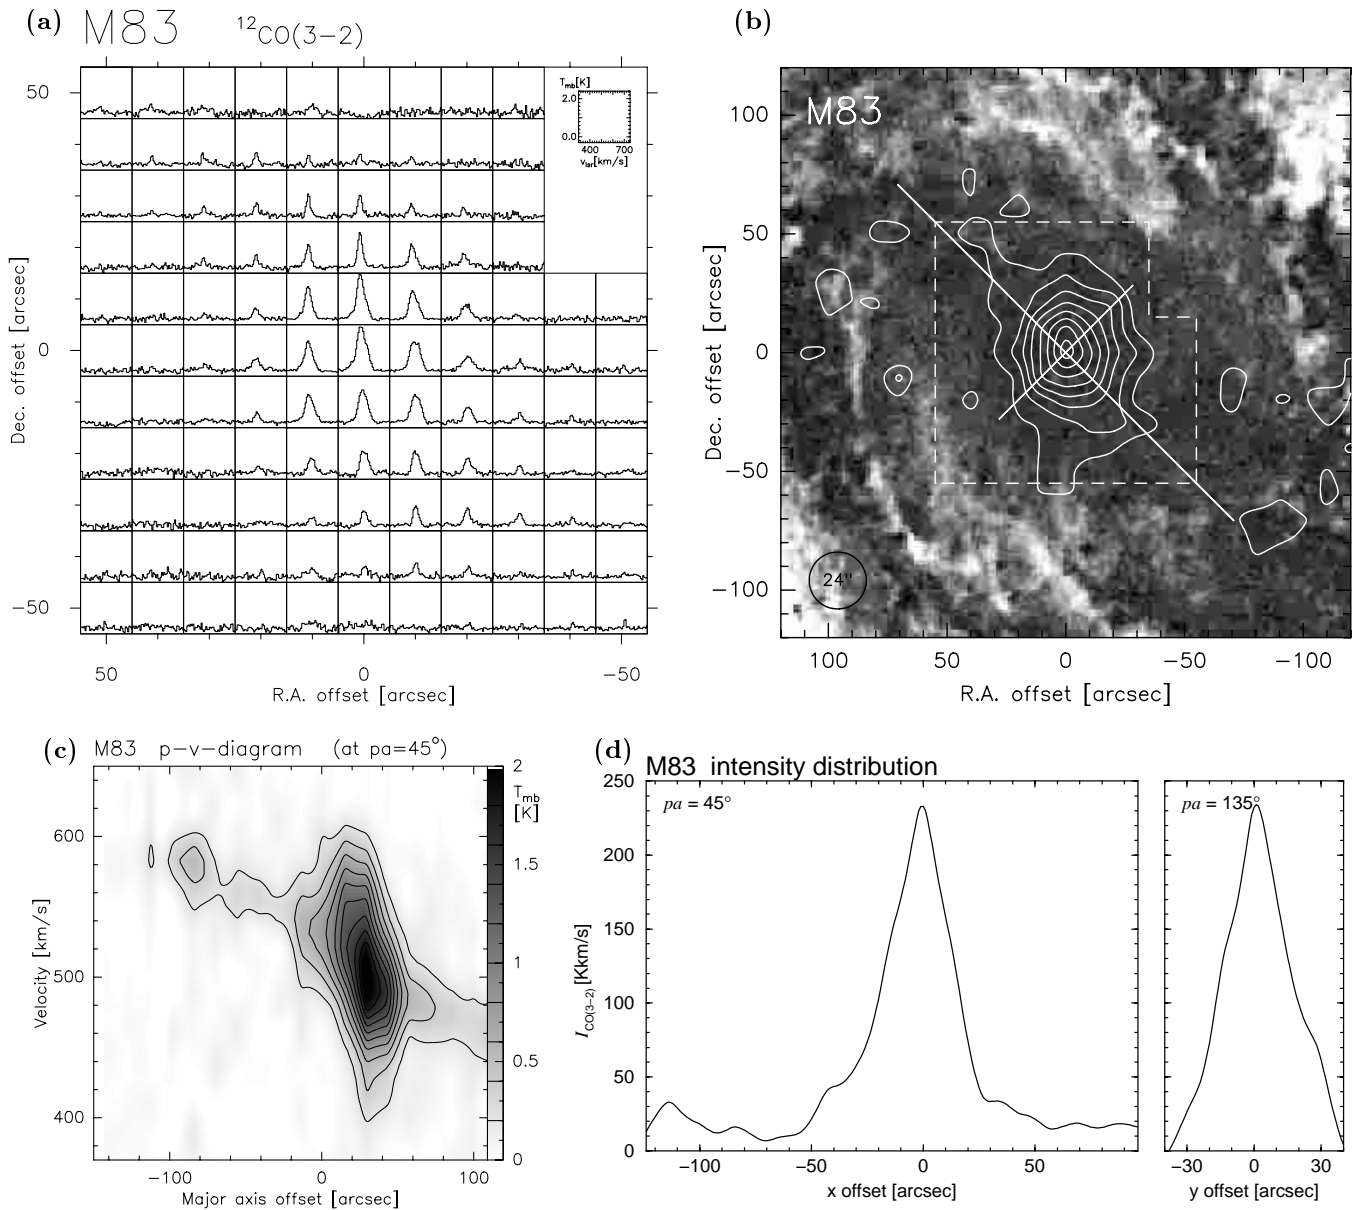 (a) M83 ¹²CO(3−2)
T_mb[K]
2.0
0.0
400 700
v_lsr[km/s]
50
0
−50
Dec. offset [arcsec]
50 0 −50
R.A. offset [arcsec]
(b)
M83
100
50
0
−50
−100
Dec. offset [arcsec]
24"
100 50 0 −50 −100
R.A. offset [arcsec]
(c) M83 p−v−diagram (at pa=45°)
600
500
400
Velocity [km/s]
−100 0 100
Major axis offset [arcsec]
2
T_mb
[K]
1.5
1
0.5
0
(d) M83 intensity distribution
pa = 45°
250
200
150
100
50
0
I_CO(3−2) [Kkm/s]
−100 −50 0 50
x offset [arcsec]
pa = 135°
−30 0 30
y offset [arcsec]